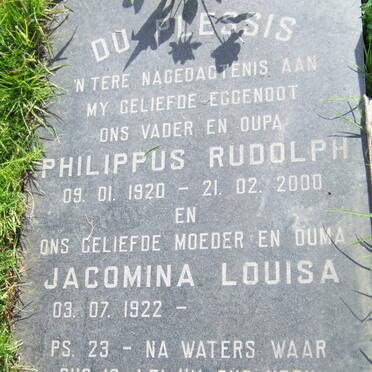 DU PLESSIS
'N TERE NAGEDAGTENIS AAN
MY GELIEFDE EGGENOOT
ONS VADER EN OUPA
PHILIPPUS RUDOLPH
09. 01. 1920 - 21. 02. 2000
EN
ONS GELIEFDE MOEDER EN OUMA
JACOMINA LOUISA
03. 07. 1922 -
PS. 23 - NA WATERS WAAR